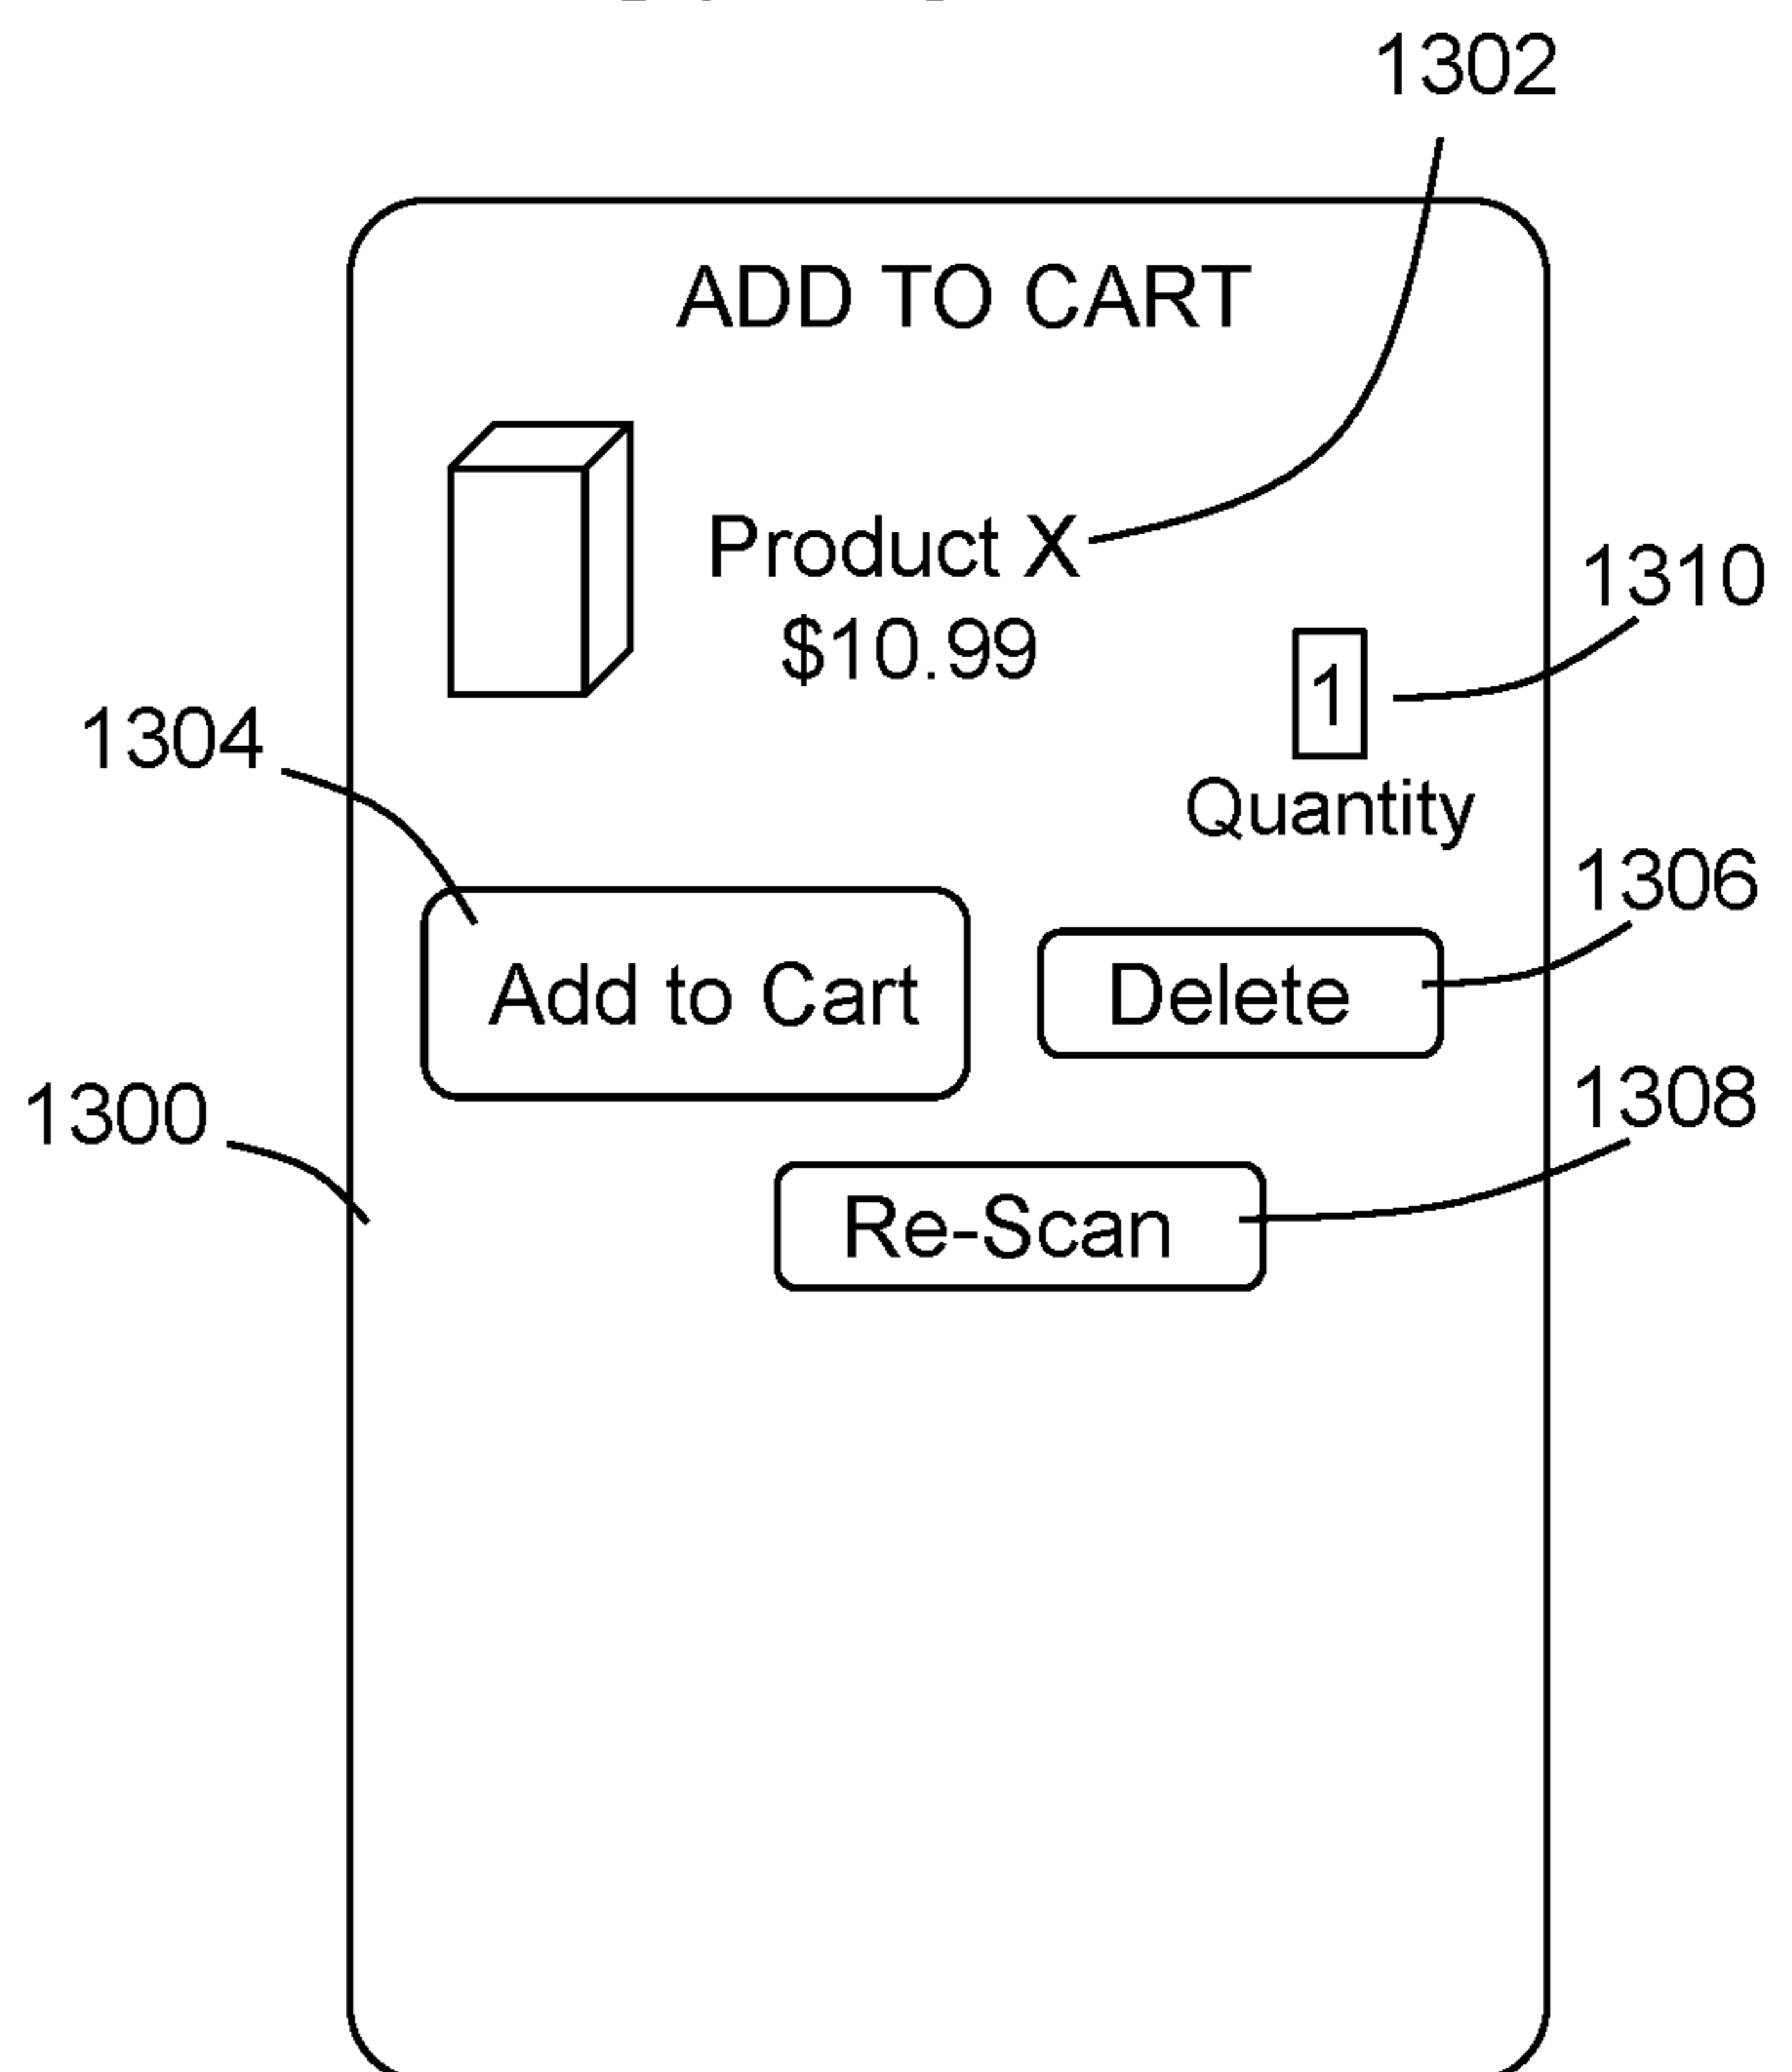 1302
ADD TO CART
Product X
$10.99
1310
1
Quantity
1304
1306
Add to Cart
Delete
1300
1308
Re-Scan